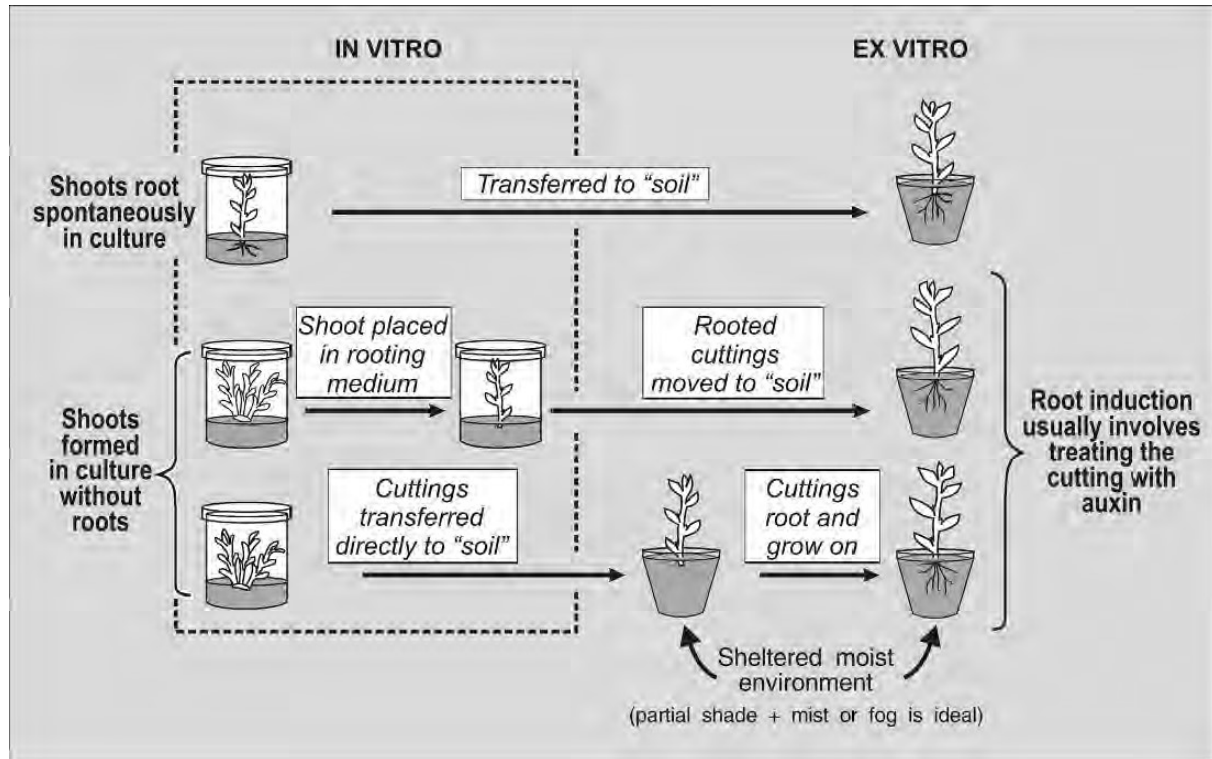 IN VITRO
EX VITRO
Shoots root
spontaneously
in culture
Transferred to “soil”
Shoots
formed
in culture
without
roots
Shoot placed
in rooting
medium
Rooted
cuttings
moved to “soil”
Cuttings
transferred
directly to “soil”
Cuttings
root and
grow on
Root induction
usually involves
treating the
cutting with
auxin
Sheltered moist
environment
(partial shade + mist or fog is ideal)